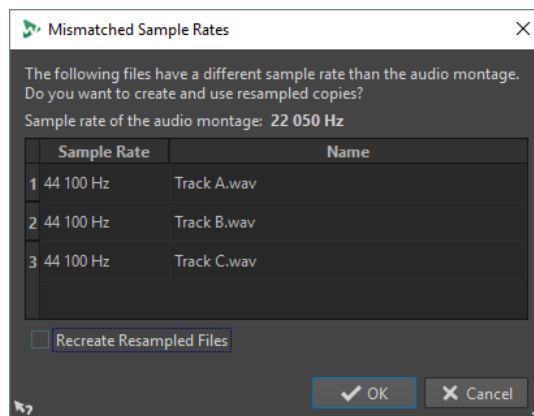 Mismatched Sample Rates
The following files have a different sample rate than the audio montage.
Do you want to create and use resampled copies?
Sample rate of the audio montage: 22 050 Hz
Sample Rate Name
1 44 100 Hz Track A.wav
2 44 100 Hz Track B.wav
3 44 100 Hz Track C.wav
Recreate Resampled Files
OK Cancel